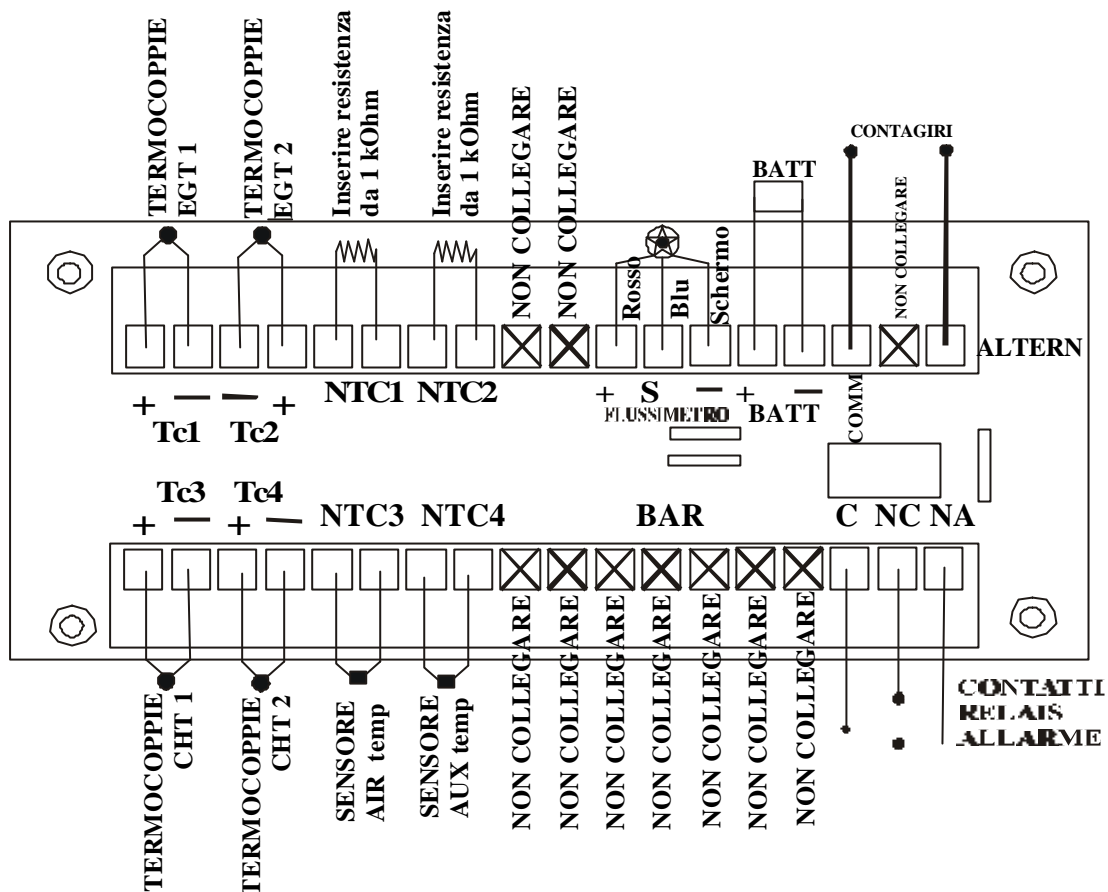 TERMOCOPPIE
EGT 1
TERMOCOPPIE
EGT 2
Inserire resistenza
da 1 kOhm
Inserire resistenza
da 1 kOhm
NON COLLEGARE
NON COLLEGARE
Rosso
Blu
Schermo
BATT
CONTAGIRI
NON COLLEGARE
ALTERN
+ — — +
Tc1 Tc2
NTC1 NTC2
+ S —
FLUSSIMETRO
+ —
BATT
COMM
Tc3 Tc4
+ — + —
NTC3 NTC4
BAR
C NC NA
TERMOCOPPIE
CHT 1
TERMOCOPPIE
CHT 2
SENSORE
AIR temp
SENSORE
AUX temp
NON COLLEGARE
NON COLLEGARE
NON COLLEGARE
NON COLLEGARE
NON COLLEGARE
NON COLLEGARE
NON COLLEGARE
CONTATTI
RELAIS
ALLARME